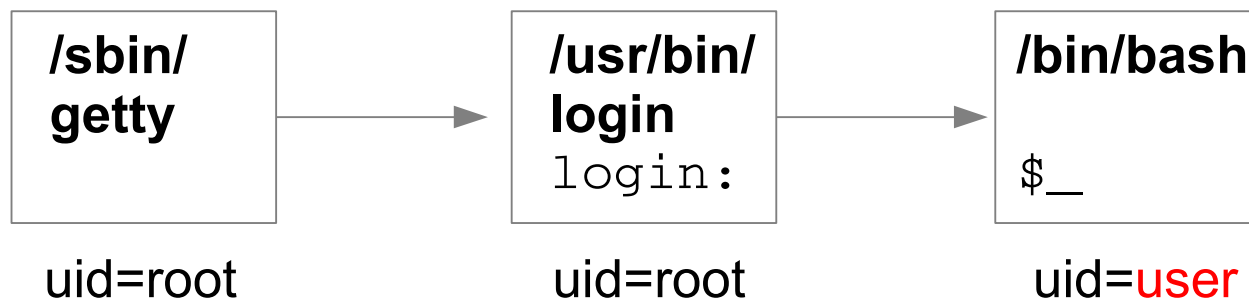 /sbin/
getty
uid=root
/usr/bin/
login
login:
uid=root
/bin/bash
$_
uid=user